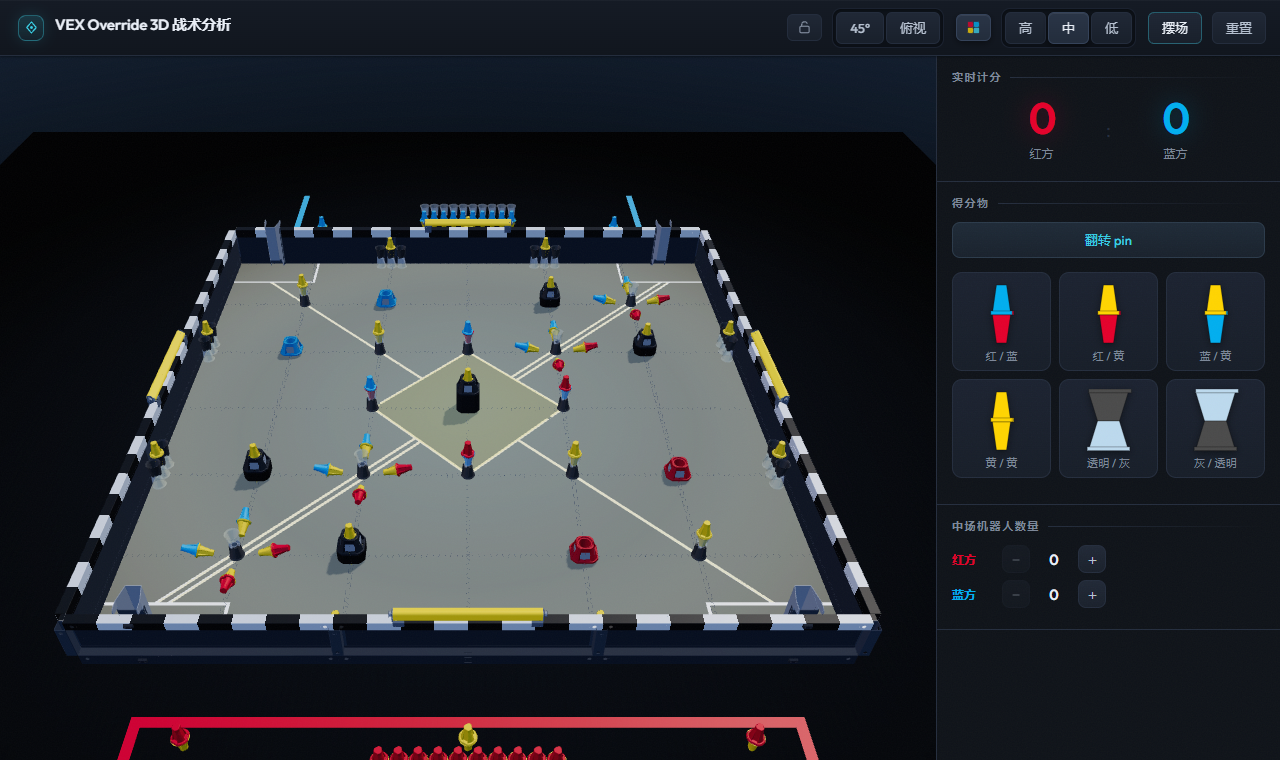 VEX Override 3D 战术分析
45° 俯视 高 中 低 摆场 重置
实时计分
0 : 0
红方 蓝方
得分物
翻转 pin
红 / 蓝 红 / 黄 蓝 / 黄
黄 / 黄 透明 / 灰 灰 / 透明
中场机器人数量
红方 − 0 +
蓝方 − 0 +